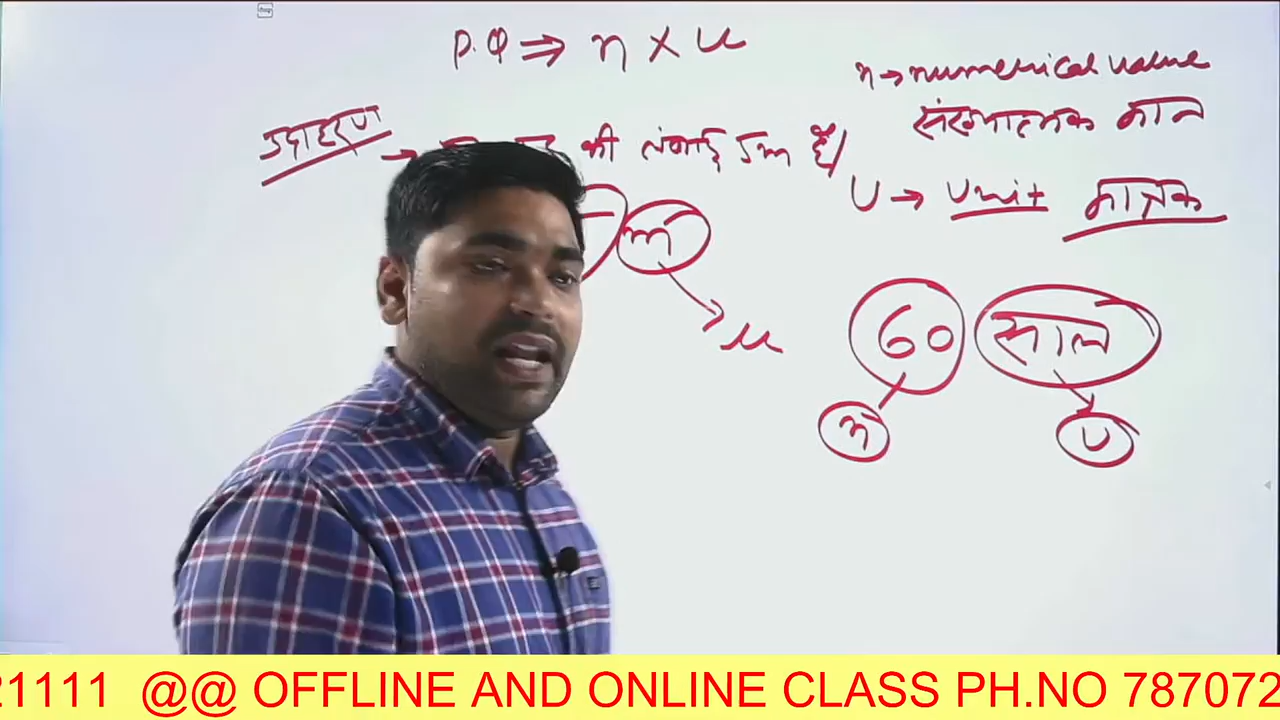 P.Q ⇒ n × u
n → numerical value
संख्यात्मक मान
उदाहरण → की लंबाई 5m है।
U → Unit मात्रक
m
u
60 साल
n U
21111 @@ OFFLINE AND ONLINE CLASS PH.NO 787072